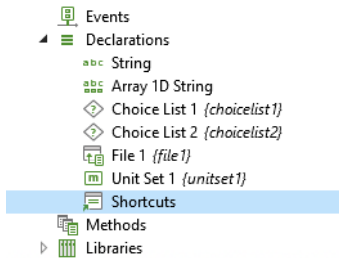 Events
Declarations
abc String
abc Array 1D String
Choice List 1 {choicelist1}
Choice List 2 {choicelist2}
File 1 {file1}
m Unit Set 1 {unitset1}
Shortcuts
Methods
Libraries